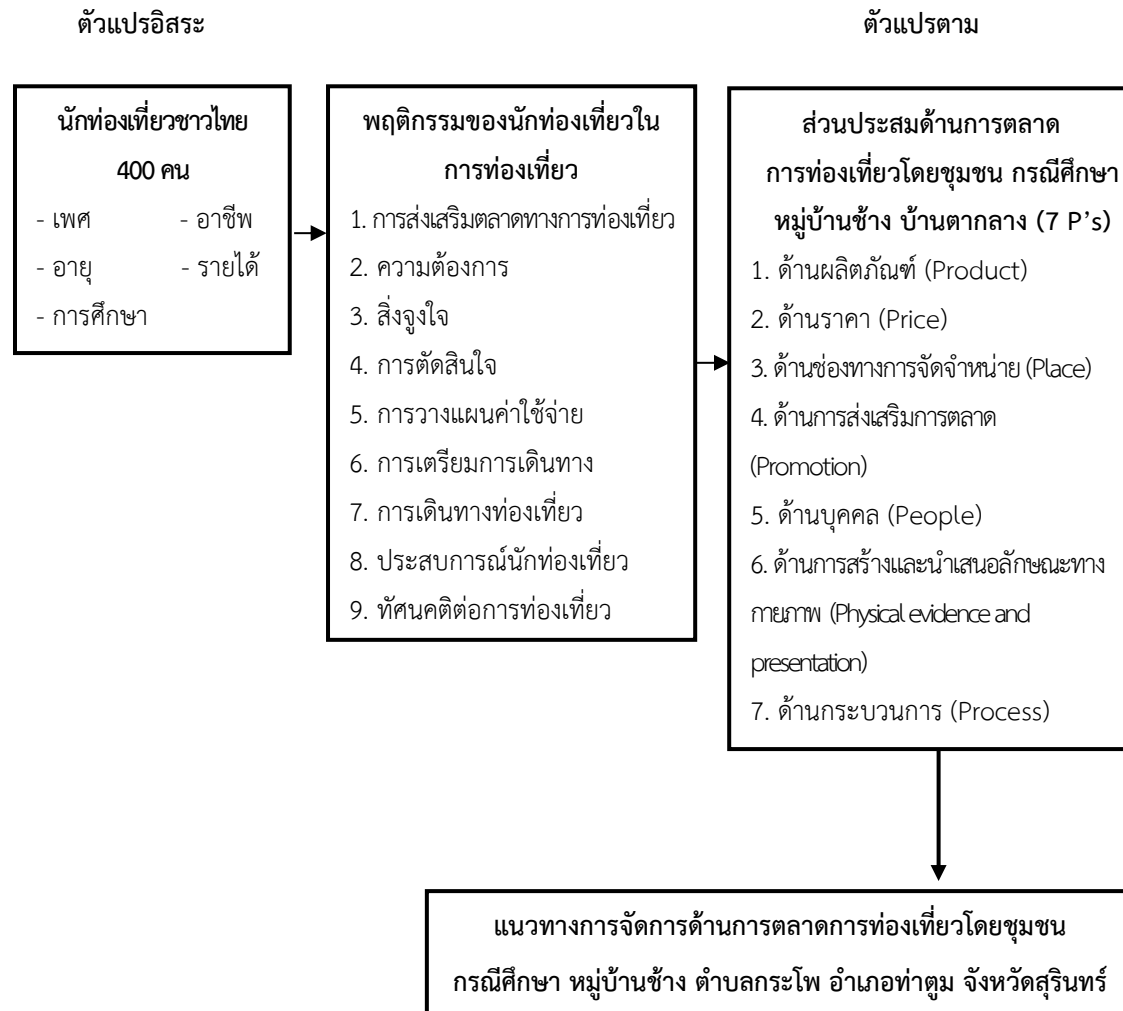 ตัวแปรอิสระ
ตัวแปรตาม
นักท่องเที่ยวชาวไทย
400 คน
- เพศ - อาชีพ
- อายุ - รายได้
- การศึกษา
พฤติกรรมของนักท่องเที่ยวใน
การท่องเที่ยว
1. การส่งเสริมตลาดทางการท่องเที่ยว
2. ความต้องการ
3. สิ่งจูงใจ
4. การตัดสินใจ
5. การวางแผนค่าใช้จ่าย
6. การเตรียมการเดินทาง
7. การเดินทางท่องเที่ยว
8. ประสบการณ์นักท่องเที่ยว
9. ทัศนคติต่อการท่องเที่ยว
ส่วนประสมด้านการตลาด
การท่องเที่ยวโดยชุมชน กรณีศึกษา
หมู่บ้านช้าง บ้านตากลาง (7 P’s)
1. ด้านผลิตภัณฑ์ (Product)
2. ด้านราคา (Price)
3. ด้านช่องทางการจัดจำหน่าย (Place)
4. ด้านการส่งเสริมการตลาด
(Promotion)
5. ด้านบุคคล (People)
6. ด้านการสร้างและนำเสนอลักษณะทาง
กายภาพ (Physical evidence and
presentation)
7. ด้านกระบวนการ (Process)
แนวทางการจัดการด้านการตลาดการท่องเที่ยวโดยชุมชน
กรณีศึกษา หมู่บ้านช้าง ตำบลกระโพ อำเภอท่าตูม จังหวัดสุรินทร์